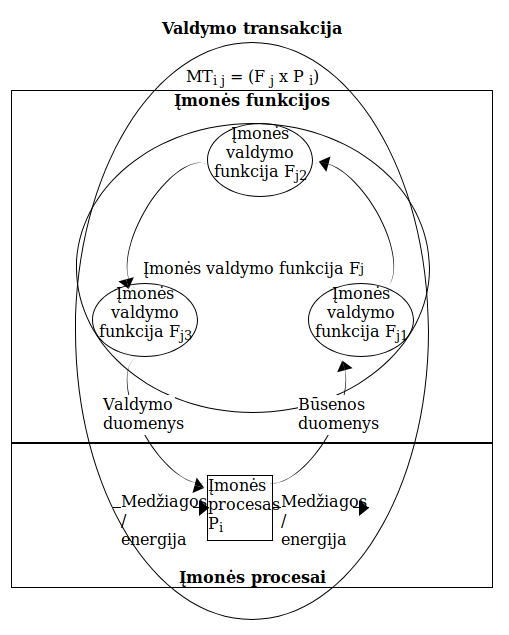 Valdymo transakcija
MTi j = (F j x P i)
Įmonės funkcijos
Įmonės
valdymo
funkcija Fj2
Įmonės valdymo funkcija Fj
Įmonės
valdymo
funkcija Fj3
Įmonės
valdymo
funkcija Fj1
Valdymo
duomenys
Būsenos
duomenys
Įmonės
procesas
Pi
Medžiagos
/
energija
Medžiagos
/
energija
Įmonės procesai